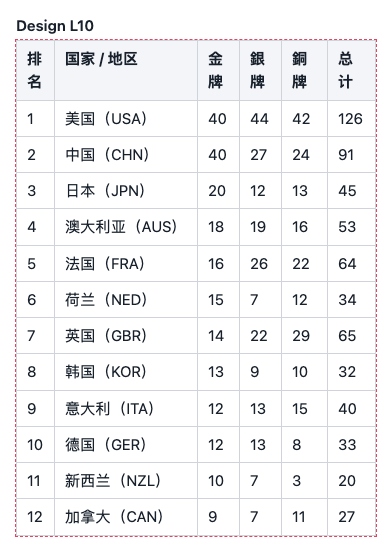 Design L10
排名 国家 / 地区 金牌 銀牌 銅牌 总计
1 美国（USA） 40 44 42 126
2 中国（CHN） 40 27 24 91
3 日本（JPN） 20 12 13 45
4 澳大利亚（AUS） 18 19 16 53
5 法国（FRA） 16 26 22 64
6 荷兰（NED） 15 7 12 34
7 英国（GBR） 14 22 29 65
8 韩国（KOR） 13 9 10 32
9 意大利（ITA） 12 13 15 40
10 德国（GER） 12 13 8 33
11 新西兰（NZL） 10 7 3 20
12 加拿大（CAN） 9 7 11 27